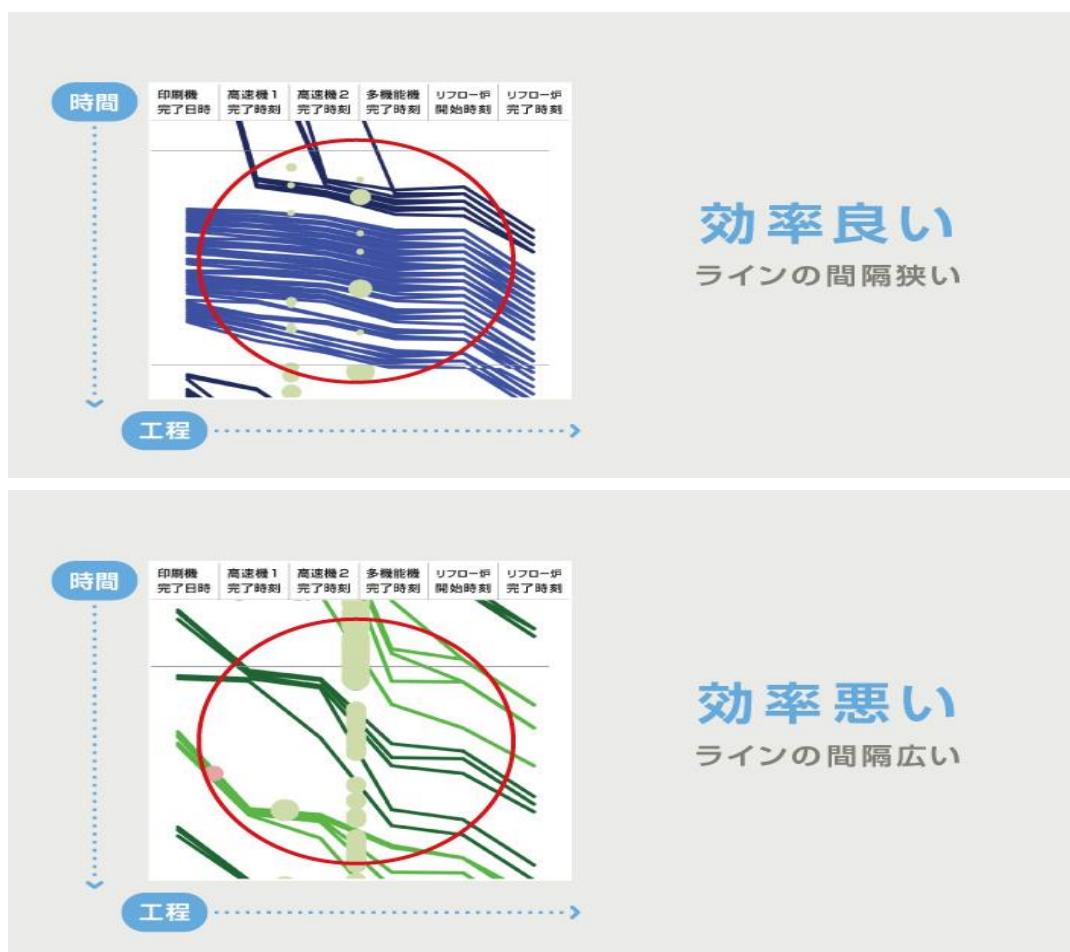 時間
印刷機 高速機1 高速機2 多機能機 リフロー炉 リフロー炉
完了日時 完了時刻 完了時刻 完了時刻 開始時刻 完了時刻
効率良い
ラインの間隔狭い
工程
時間
印刷機 高速機1 高速機2 多機能機 リフロー炉 リフロー炉
完了日時 完了時刻 完了時刻 完了時刻 開始時刻 完了時刻
効率悪い
ラインの間隔広い
工程